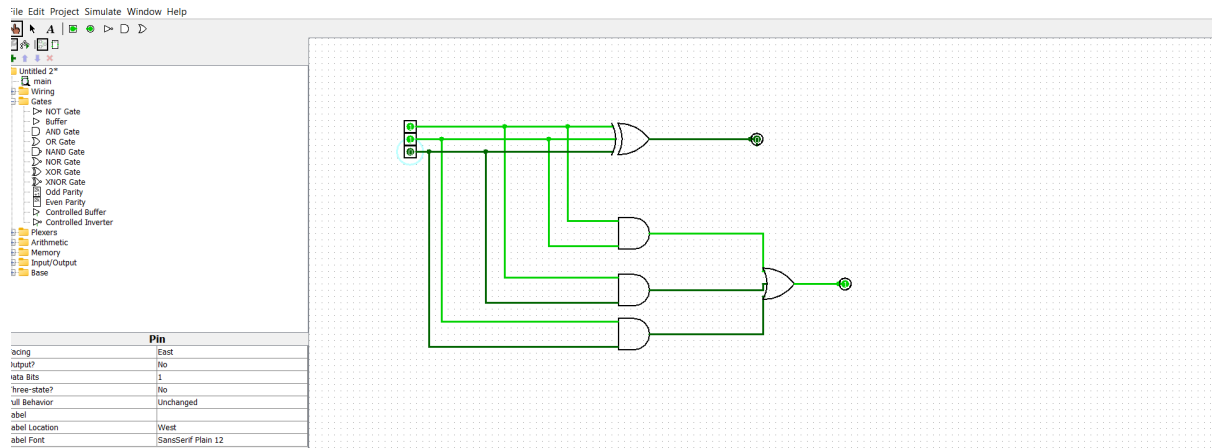 ile Edit Project Simulate Window Help
A
Untitled 2*
main
Wiring
Gates
NOT Gate
Buffer
AND Gate
OR Gate
NAND Gate
NOR Gate
XOR Gate
XNOR Gate
Odd Parity
Even Parity
Controlled Buffer
Controlled Inverter
Plexers
Arithmetic
Memory
Input/Output
Base
Pin
acing East
utput? No
ata Bits 1
hree-state? No
ull Behavior Unchanged
abel
abel Location West
abel Font SansSerif Plain 12